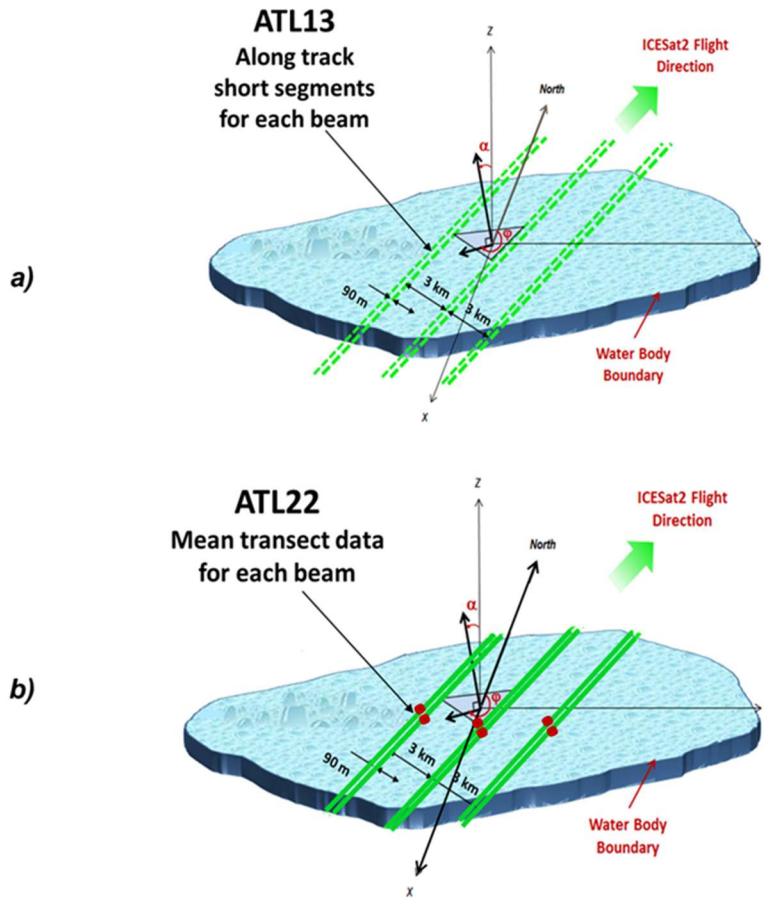 ATL13
Along track
short segments
for each beam
Z
ICESat2 Flight
Direction
North
α
φ
a)
90 m
3 km
3 km
Water Body
Boundary
X
ATL22
Mean transect data
for each beam
Z
ICESat2 Flight
Direction
North
α
φ
b)
90 m
3 km
3 km
Water Body
Boundary
X